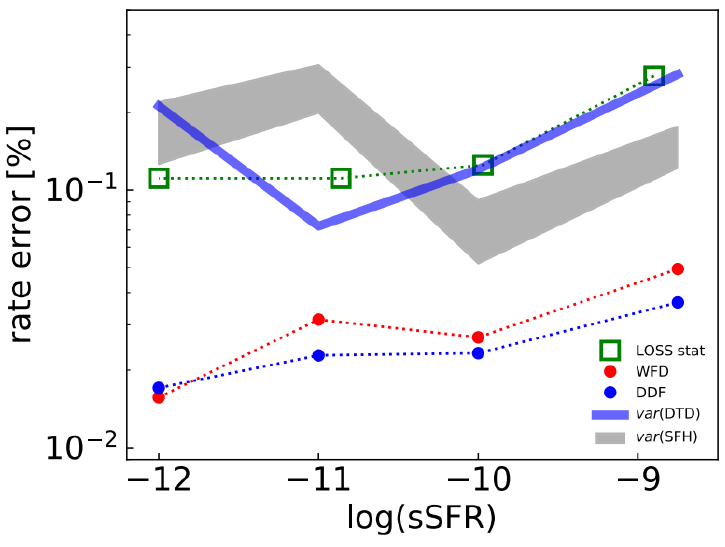 rate error [%]
10⁻¹
10⁻²
LOSS stat
WFD
DDF
var(DTD)
var(SFH)
−12 −11 −10 −9
log(sSFR)